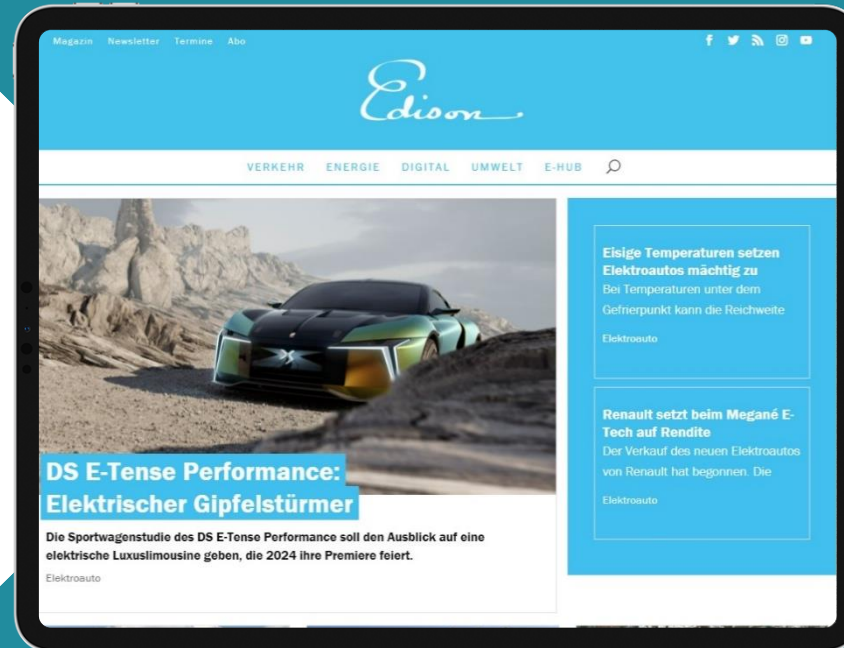 Magazin Newsletter Termine Abo
Edison
VERKEHR ENERGIE DIGITAL UMWELT E-HUB
DS E-Tense Performance:
Elektrischer Gipfelstürmer
Die Sportwagenstudie des DS E-Tense Performance soll den Ausblick auf eine
elektrische Luxuslimousine geben, die 2024 ihre Premiere feiert.
Elektroauto
Eisige Temperaturen setzen
Elektroautos mächtig zu
Bei Temperaturen unter dem
Gefrierpunkt kann die Reichweite
Elektroauto
Renault setzt beim Megané E-
Tech auf Rendite
Der Verkauf des neuen Elektroautos
von Renault hat begonnen. Die
Elektroauto